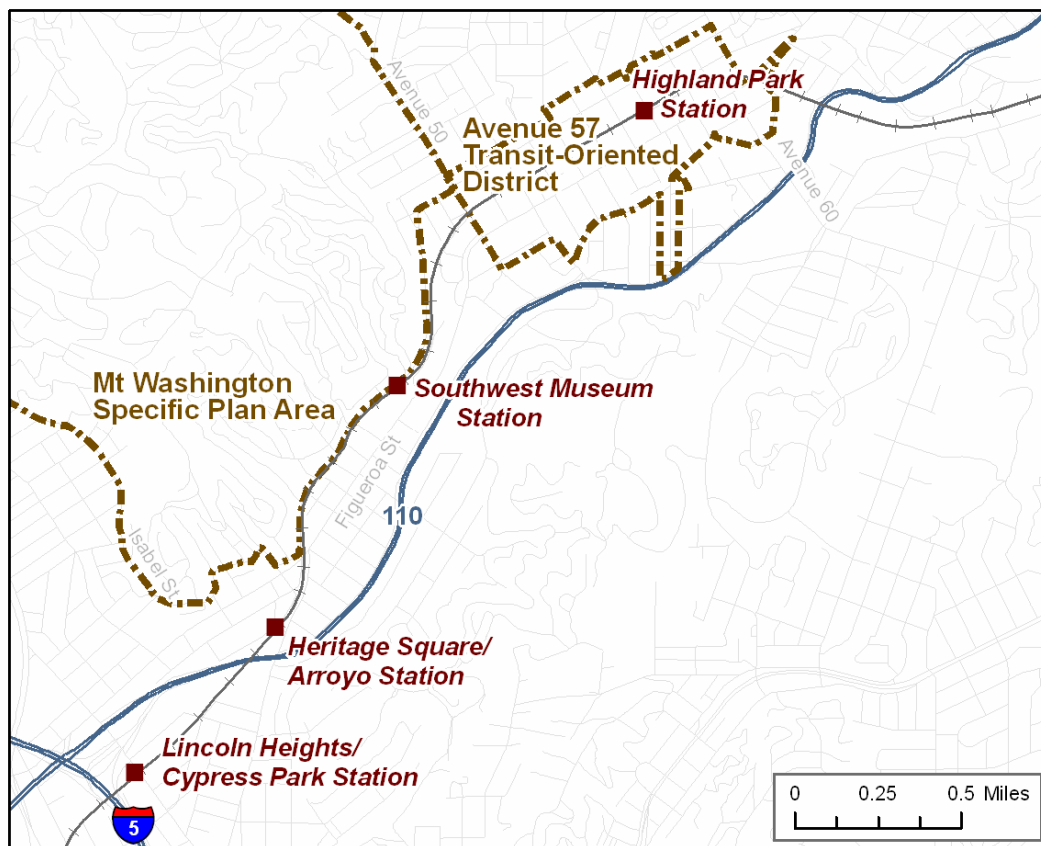 Avenue 50
Highland Park
Station
Avenue 57
Transit-Oriented
District
Avenue 60
Mt Washington
Specific Plan Area
Southwest Museum
Station
Figueroa St
110
Isabel St
Heritage Square/
Arroyo Station
Lincoln Heights/
Cypress Park Station
5
0 0.25 0.5 Miles